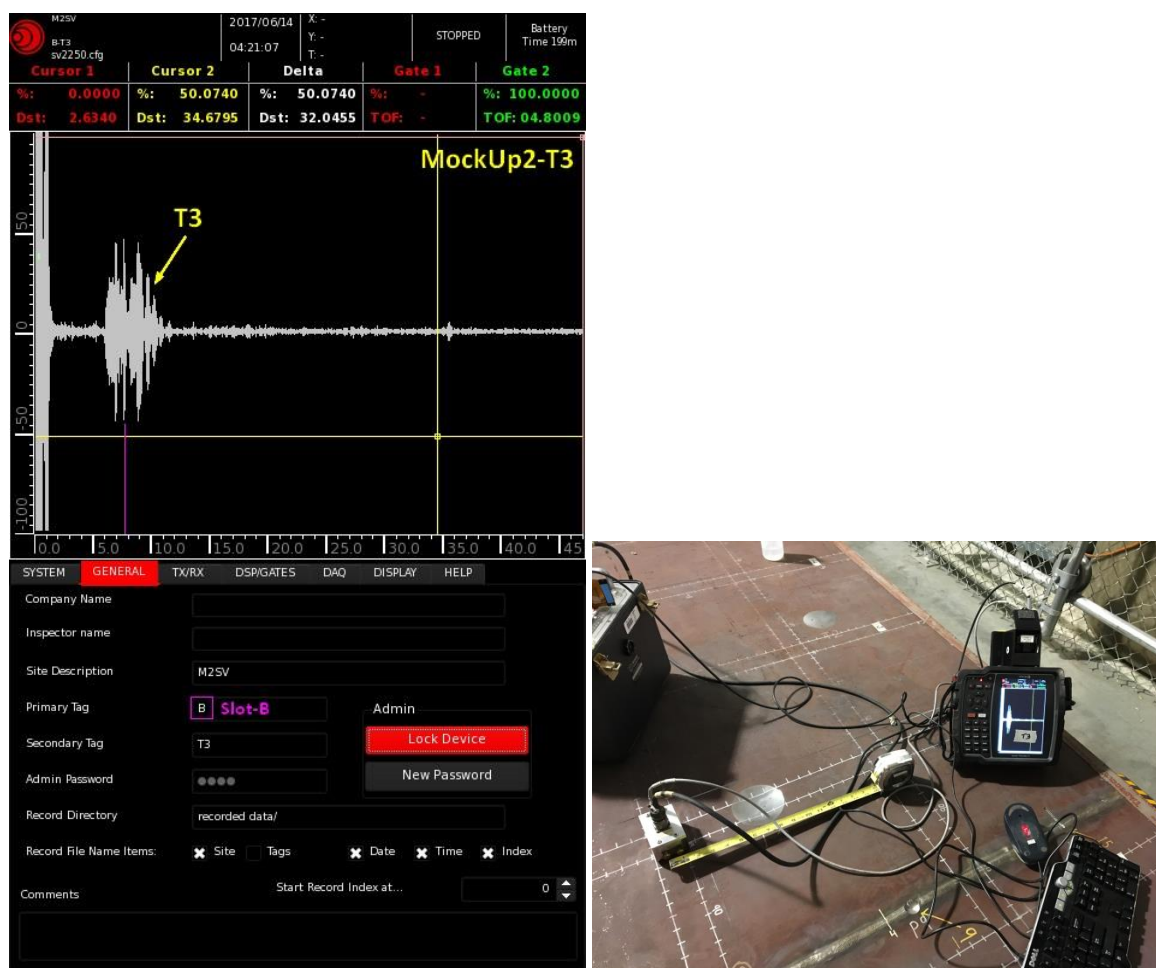 M2SV
B-T3
sv2250.cfg
2017/06/14
04:21:07
X: -
Y: -
T: -
STOPPED
Battery
Time 199m
Cursor 1 Cursor 2 Delta Gate 1 Gate 2
%: 0.0000 %: 50.0740 %: 50.0740 %: - %: 100.0000
Dst: 2.6340 Dst: 34.6795 Dst: 32.0455 TOF: - TOF: 04.8009
MockUp2-T3
T3
50
0
-50
-100
0.0 5.0 10.0 15.0 20.0 25.0 30.0 35.0 40.0 45
SYSTEM GENERAL TX/RX DSP/GATES DAQ DISPLAY HELP
Company Name
Inspector name
Site Description M2SV
Primary Tag B Slot-B
Admin
Secondary Tag T3
Lock Device
Admin Password
New Password
Record Directory recorded data/
Record File Name Items: Site Tags Date Time Index
Start Record Index at... 0
Comments
T3
15
80
4
9
DELL